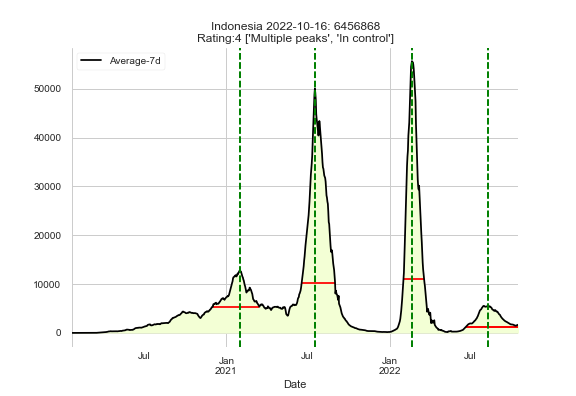 Indonesia 2022-10-16: 6456868
Rating:4 ['Multiple peaks', 'In control']
Average-7d
50000
40000
30000
20000
10000
0
Jul
Jan
2021
Jul
Jan
2022
Jul
Date